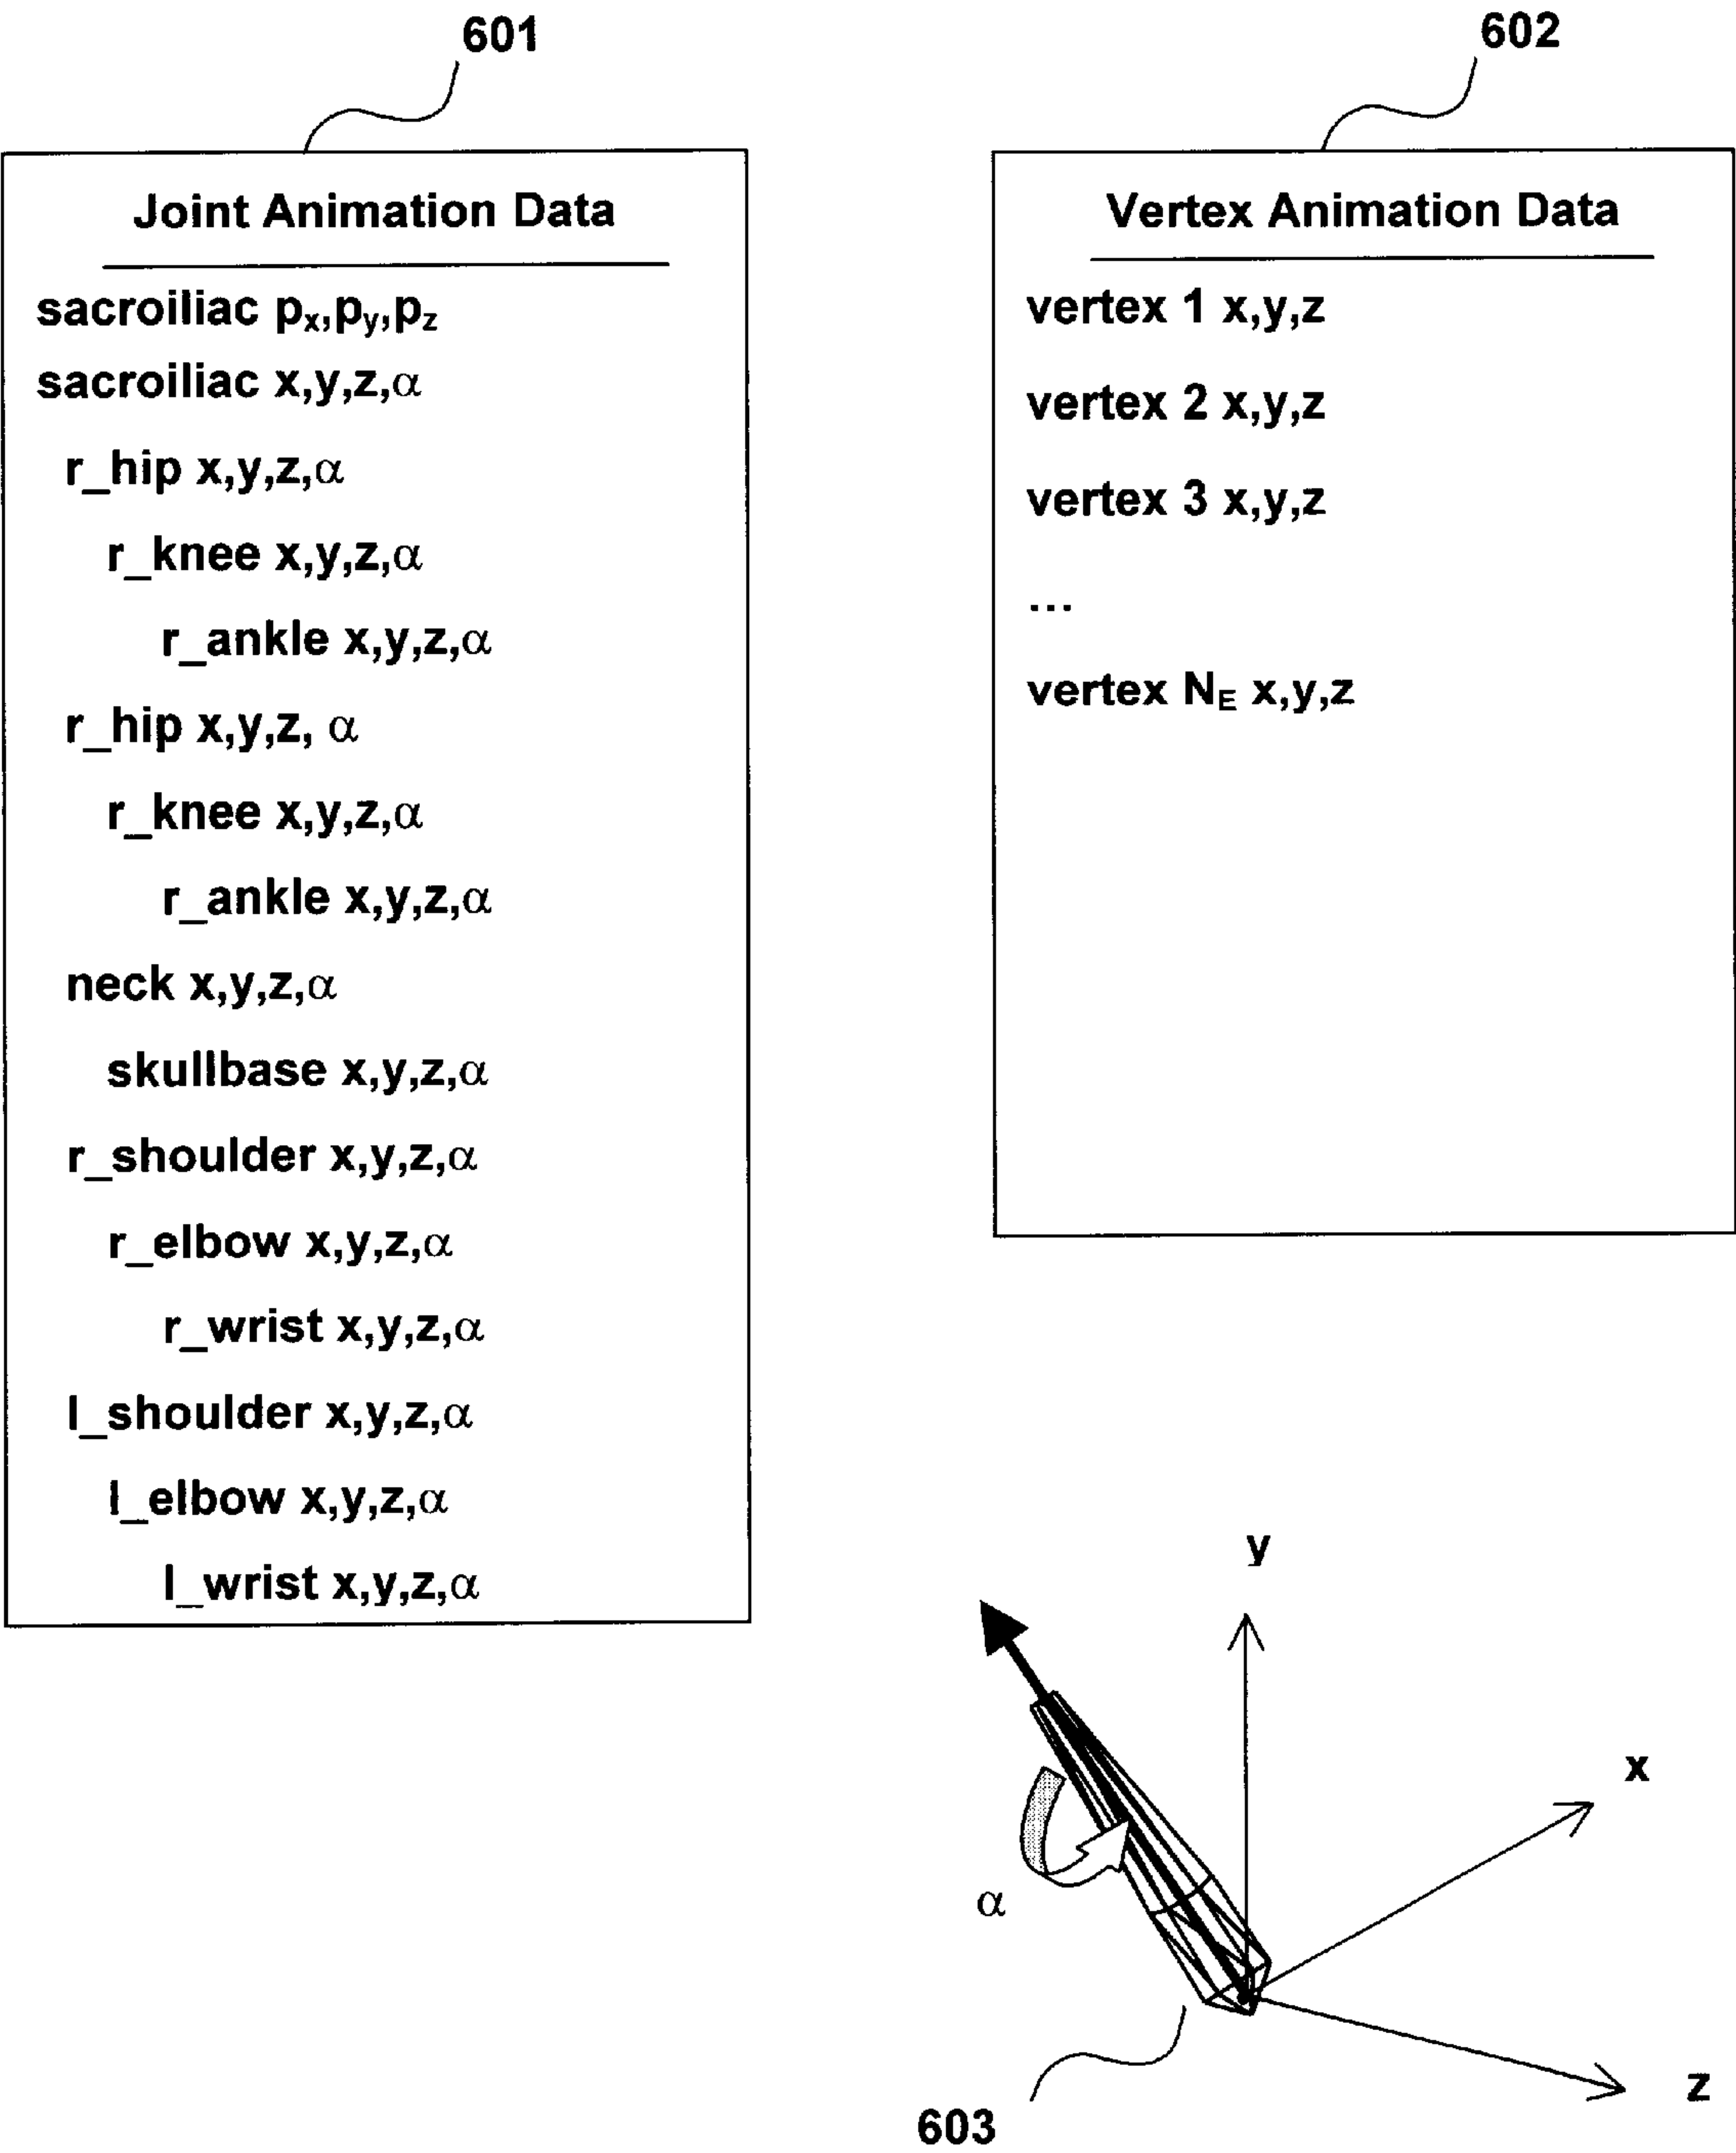 601
Joint Animation Data
sacroiliac px,py,pz
sacroiliac x,y,z,α
r_hip x,y,z,α
r_knee x,y,z,α
r_ankle x,y,z,α
r_hip x,y,z, α
r_knee x,y,z,α
r_ankle x,y,z,α
neck x,y,z,α
skullbase x,y,z,α
r_shoulder x,y,z,α
r_elbow x,y,z,α
r_wrist x,y,z,α
l_shoulder x,y,z,α
l_elbow x,y,z,α
l_wrist x,y,z,α
602
Vertex Animation Data
vertex 1 x,y,z
vertex 2 x,y,z
vertex 3 x,y,z
...
vertex NE x,y,z
y
x
α
z
603